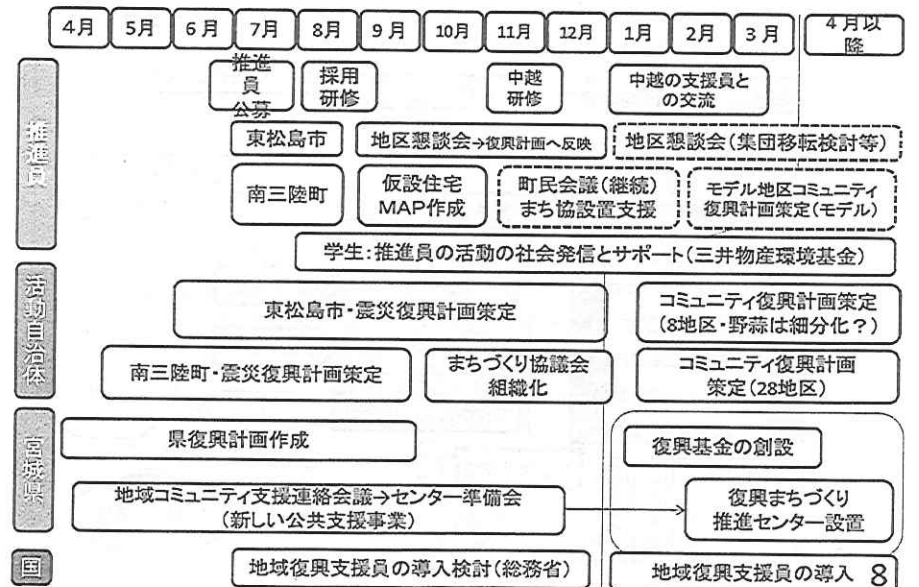 4月 5月 6月 7月 8月 9月 10月 11月 12月 1月 2月 3月 4月以
降
推進員
推進
員
公募
採用
研修
中越
研修
中越の支援員と
の交流
東松島市
地区懇談会→復興計画へ反映
地区懇談会(集団移転検討等)
南三陸町
仮設住宅
MAP作成
町民会議(継続)
まち協設置支援
モデル地区コミュニティ
復興計画策定(モデル)
学生:推進員の活動の社会発信とサポート(三井物産環境基金)
活動自治体
東松島市・震災復興計画策定
コミュニティ復興計画策定
(8地区・野蒜は細分化?)
南三陸町・震災復興計画策定
まちづくり協議会
組織化
コミュニティ復興計画
策定(28地区)
宮城県
県復興計画作成
復興基金の創設
地域コミュニティ支援連絡会議→センター準備会
(新しい公共支援事業)
復興まちづくり
推進センター設置
国
地域復興支援員の導入検討(総務省)
地域復興支援員の導入
8